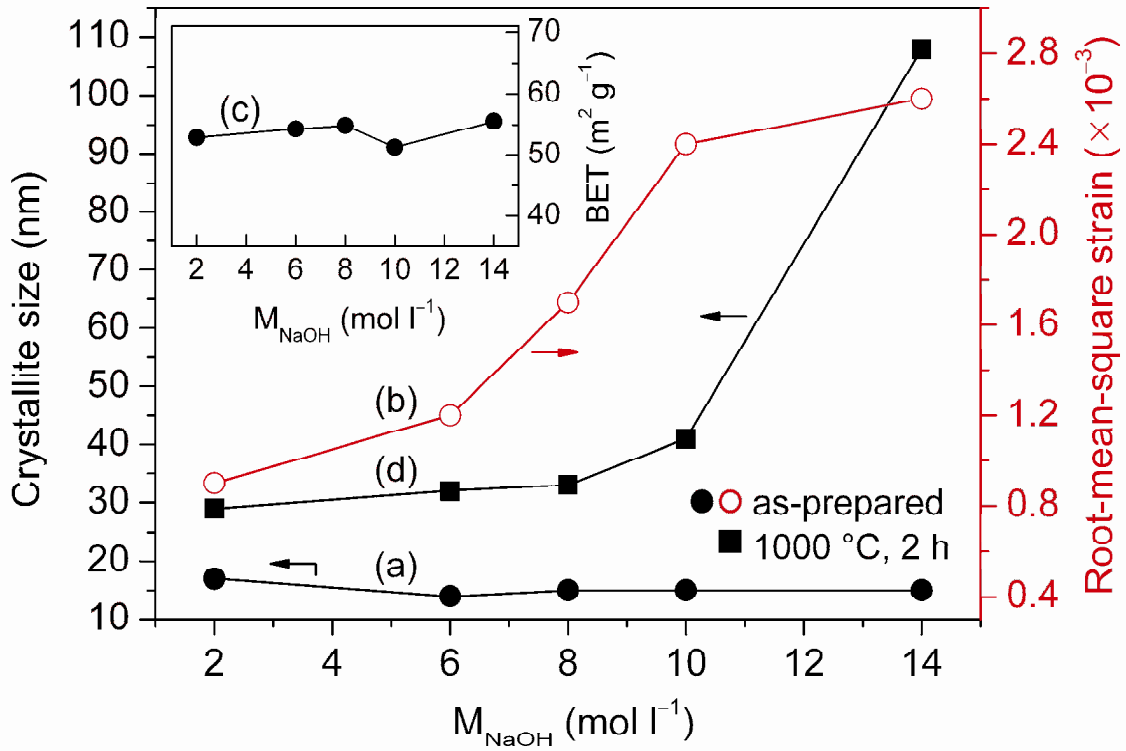 Crystallite size (nm)
110
100
90
80
70
60
50
40
30
20
10
2 4 6 8 10 12 14
M_NaOH (mol l⁻¹)
Root-mean-square strain (×10⁻³)
2.8
2.4
2.0
1.6
1.2
0.8
0.4
(c)
70
60
50
40
BET (m² g⁻¹)
2 4 6 8 10 12 14
M_NaOH (mol l⁻¹)
(b)
(d)
(a)
as-prepared
1000 °C, 2 h